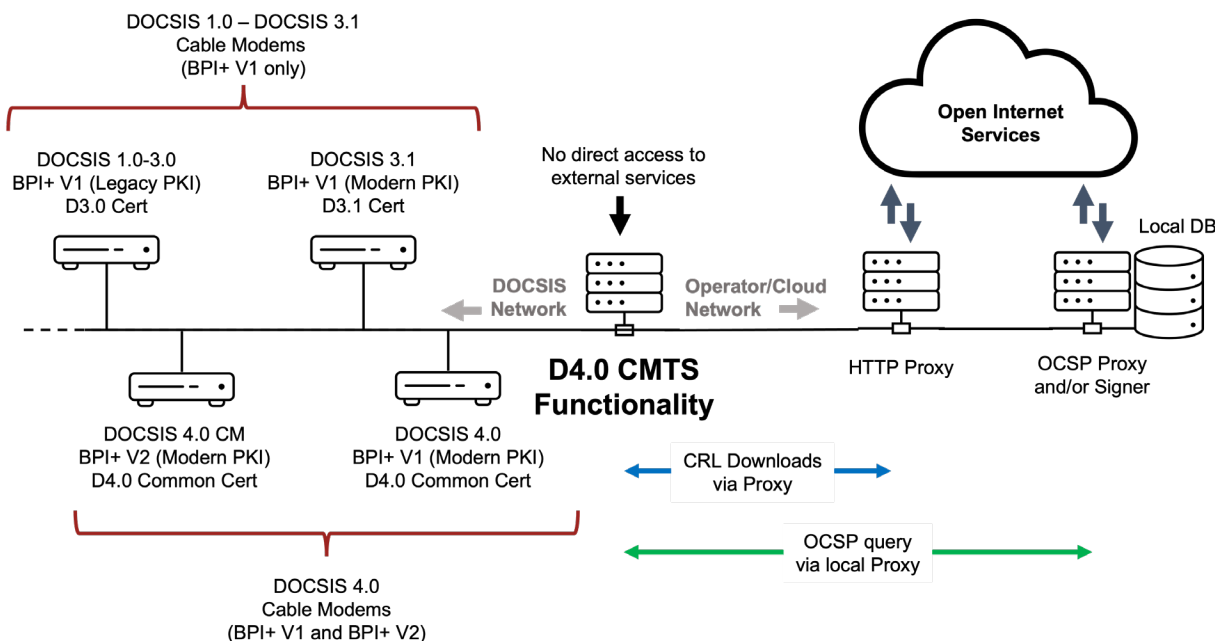 DOCSIS 1.0 – DOCSIS 3.1
Cable Modems
(BPI+ V1 only)
Open Internet
Services
DOCSIS 1.0-3.0
BPI+ V1 (Legacy PKI)
D3.0 Cert
DOCSIS 3.1
BPI+ V1 (Modern PKI)
D3.1 Cert
No direct access to
external services
Local DB
DOCSIS
Network
Operator/Cloud
Network
D4.0 CMTS
Functionality
HTTP Proxy
OCSP Proxy
and/or Signer
DOCSIS 4.0 CM
BPI+ V2 (Modern PKI)
D4.0 Common Cert
DOCSIS 4.0
BPI+ V1 (Modern PKI)
D4.0 Common Cert
CRL Downloads
via Proxy
OCSP query
via local Proxy
DOCSIS 4.0
Cable Modems
(BPI+ V1 and BPI+ V2)